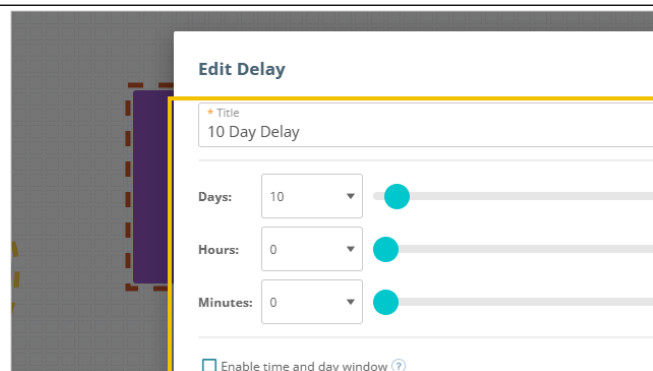 Edit Delay
* Title
10 Day Delay
Days: 10
Hours: 0
Minutes: 0
Enable time and day window ?